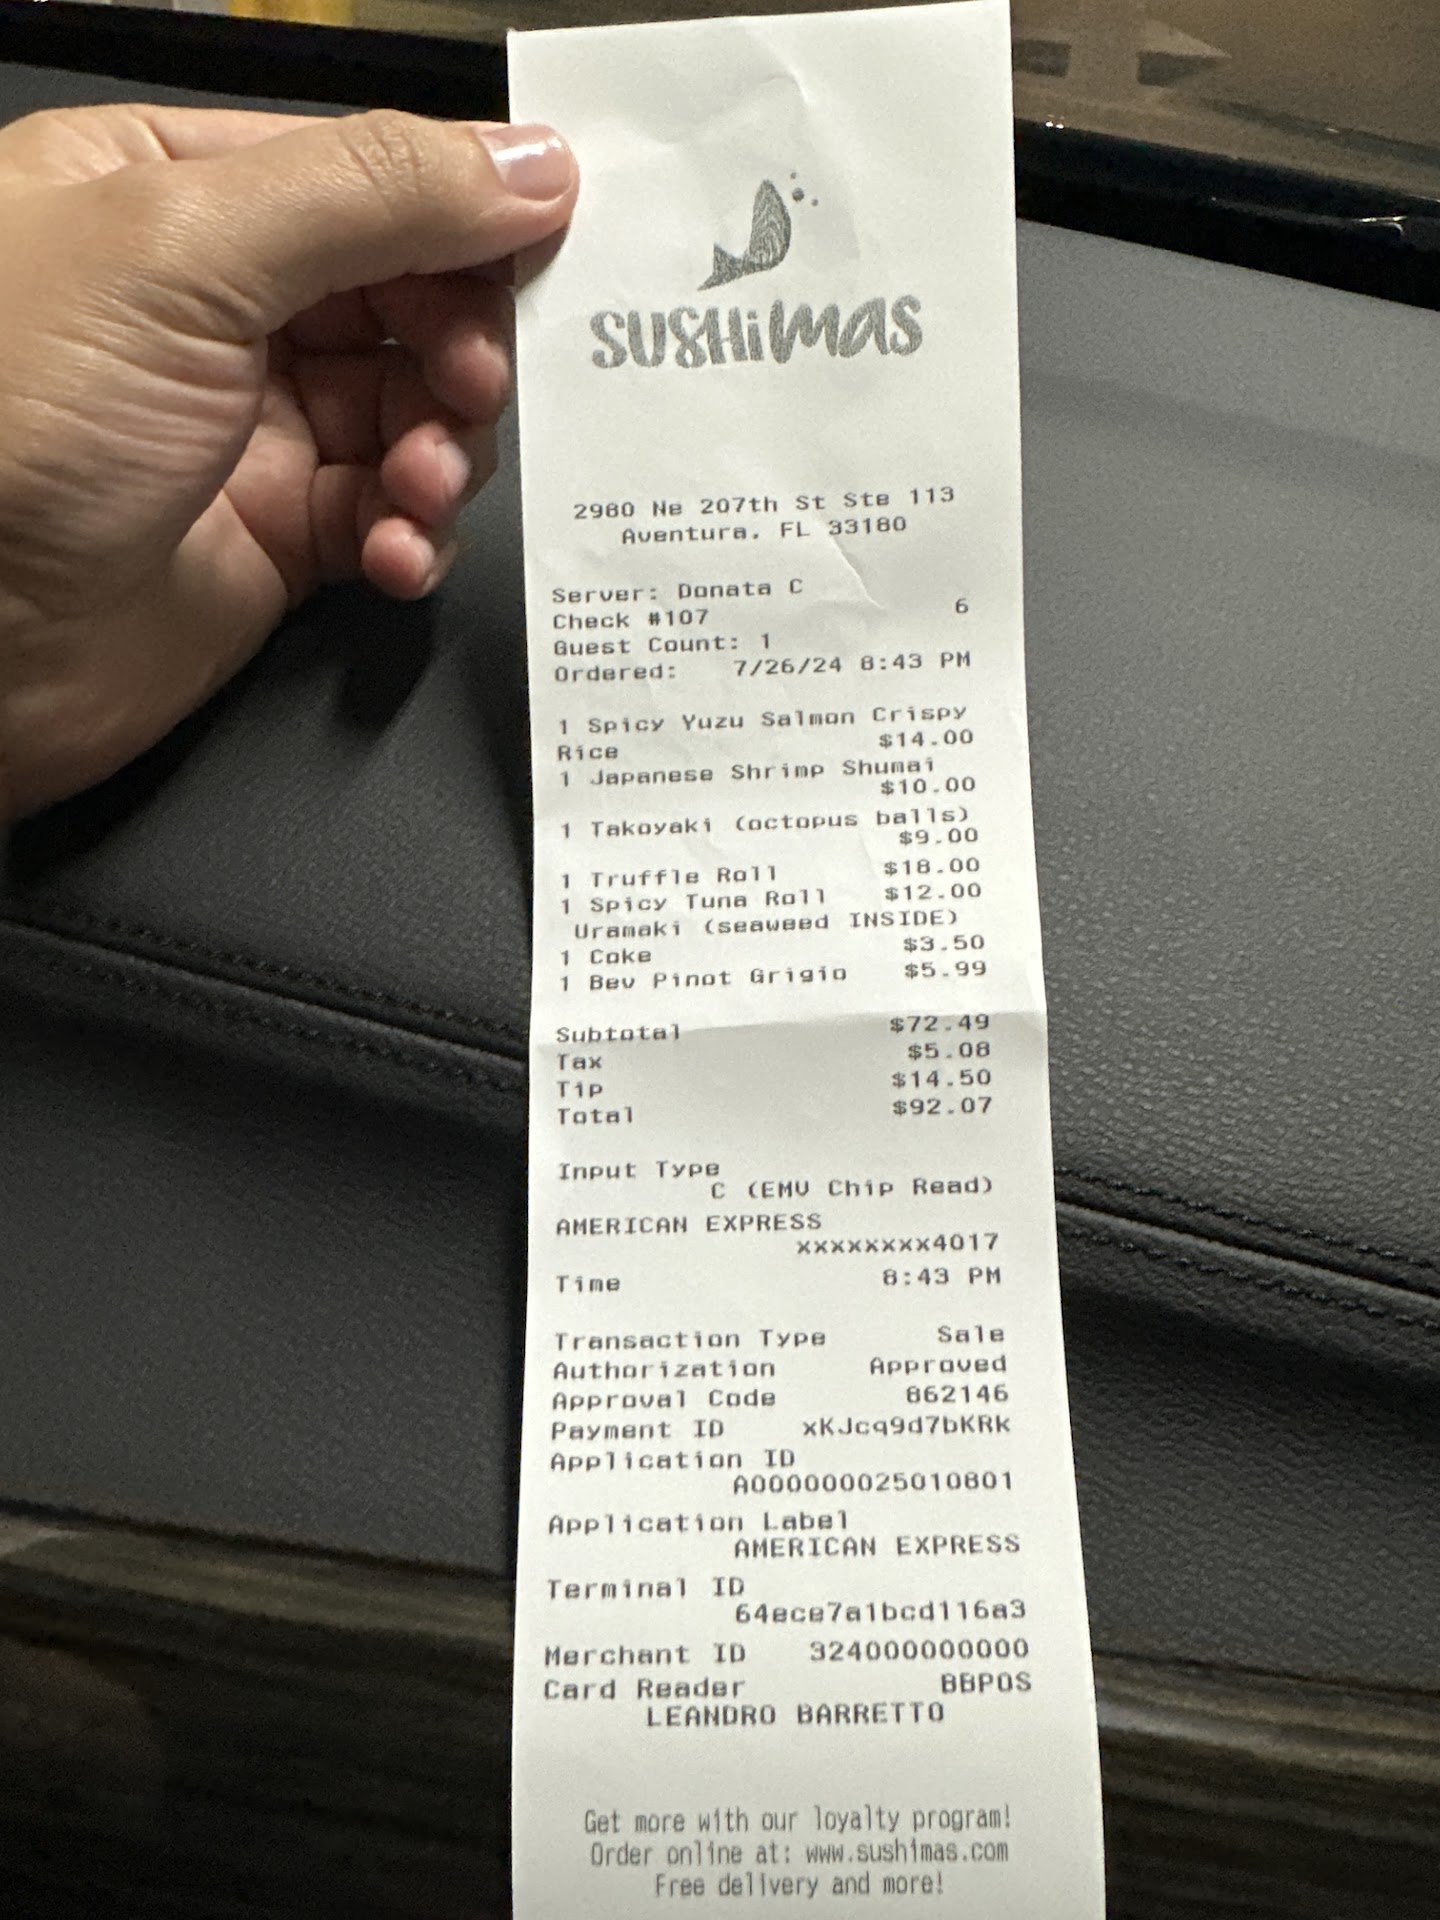 SUSHiMAS
2980 Ne 207th St Ste 113
Aventura, FL 33180
Server: Donata C
Check #107 6
Guest Count: 1
Ordered: 7/26/24 8:43 PM
1 Spicy Yuzu Salmon Crispy
Rice $14.00
1 Japanese Shrimp Shumai
$10.00
1 Takoyaki (octopus balls)
$9.00
1 Truffle Roll $18.00
1 Spicy Tuna Roll $12.00
Uramaki (seaweed INSIDE)
1 Coke $3.50
1 Bev Pinot Grigio $5.99
Subtotal $72.49
Tax $5.08
Tip $14.50
Total $92.07
Input Type
C (EMV Chip Read)
AMERICAN EXPRESS
xxxxxxxx4017
Time 8:43 PM
Transaction Type Sale
Authorization Approved
Approval Code 862146
Payment ID xKJcq9d7bKRk
Application ID
A000000025010801
Application Label
AMERICAN EXPRESS
Terminal ID
64ece7a1bcd116a3
Merchant ID 324000000000
Card Reader BBPOS
LEANDRO BARRETTO
Get more with our loyalty program!
Order online at: www.sushimas.com
Free delivery and more!